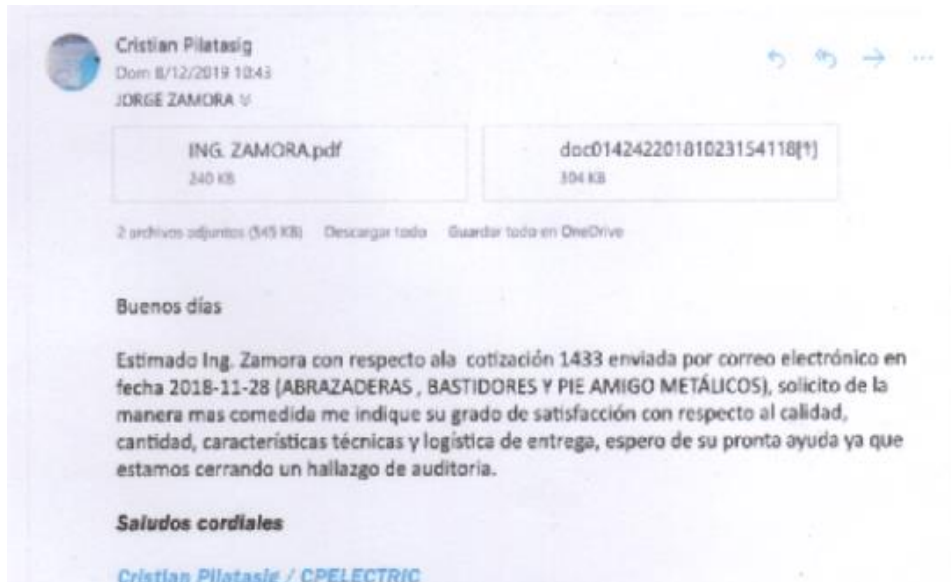 Cristian Pilatasig
Dom 8/12/2019 10:43
JORGE ZAMORA
ING. ZAMORA.pdf
240 KB
doc01424220181023154118[1]
304 KB
2 archivos adjuntos (545 KB) Descargar todo Guardar todo en OneDrive
Buenos días
Estimado Ing. Zamora con respecto ala cotización 1433 enviada por correo electrónico en
fecha 2018-11-28 (ABRAZADERAS , BASTIDORES Y PIE AMIGO METÁLICOS), solicito de la
manera mas comedida me indique su grado de satisfacción con respecto al calidad,
cantidad, características técnicas y logística de entrega, espero de su pronta ayuda ya que
estamos cerrando un hallazgo de auditoria.
Saludos cordiales
Cristian Pilatasig / CPELECTRIC